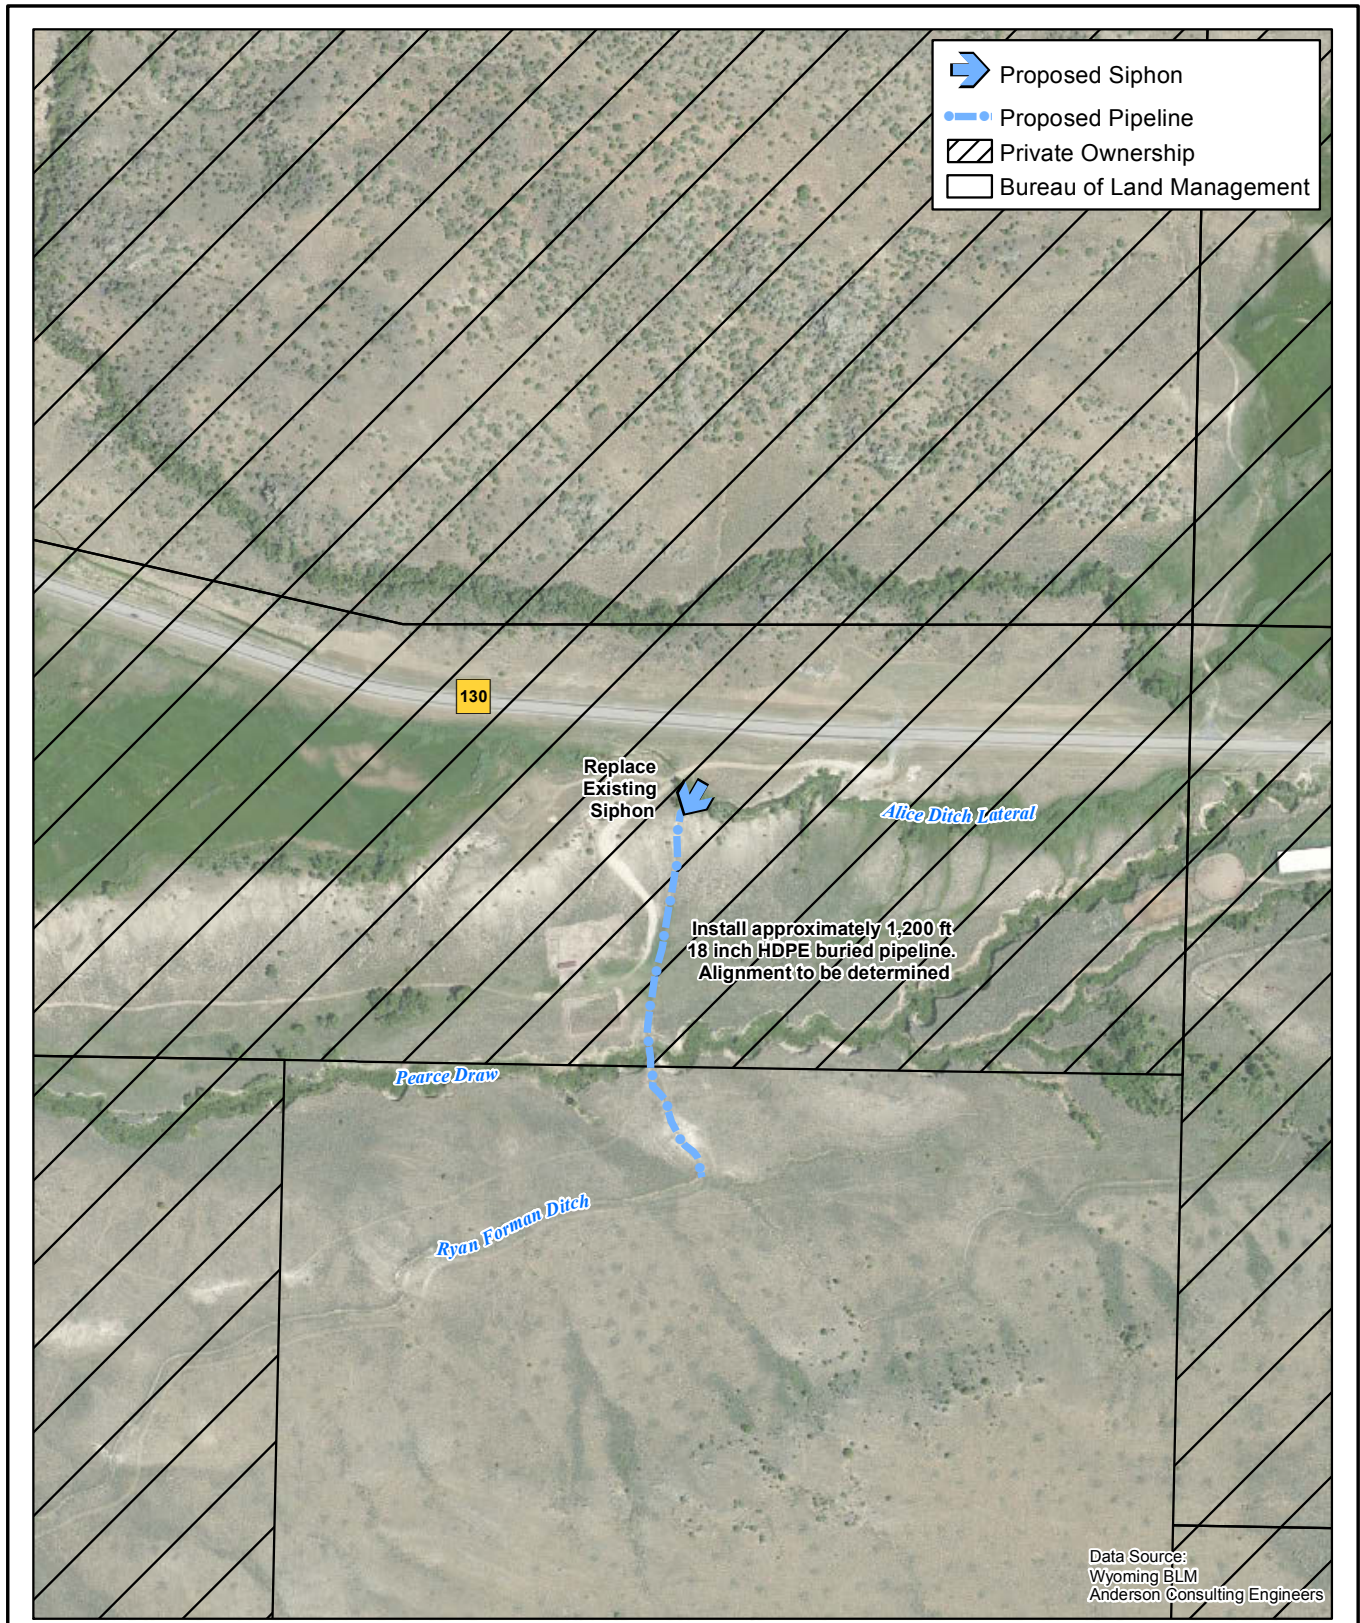 Proposed Siphon
Proposed Pipeline
Private Ownership
Bureau of Land Management
130
Replace
Existing
Siphon
Alice Ditch Lateral
Install approximately 1,200 ft
18 inch HDPE buried pipeline.
Alignment to be determined
Pearce Draw
Ryan Forman Ditch
Data Source:
Wyoming BLM
Anderson Consulting Engineers